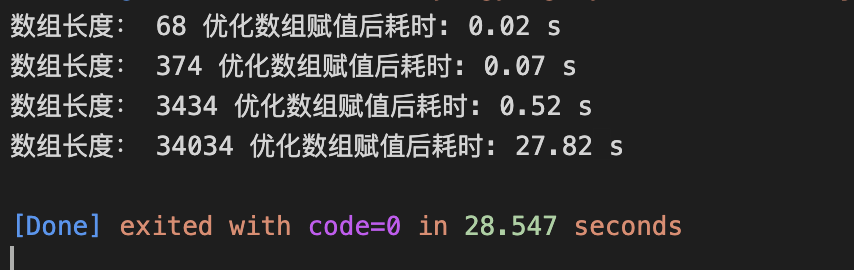 数组长度： 68 优化数组赋值后耗时: 0.02 s
数组长度： 374 优化数组赋值后耗时: 0.07 s
数组长度： 3434 优化数组赋值后耗时: 0.52 s
数组长度： 34034 优化数组赋值后耗时: 27.82 s
[Done] exited with code=0 in 28.547 seconds